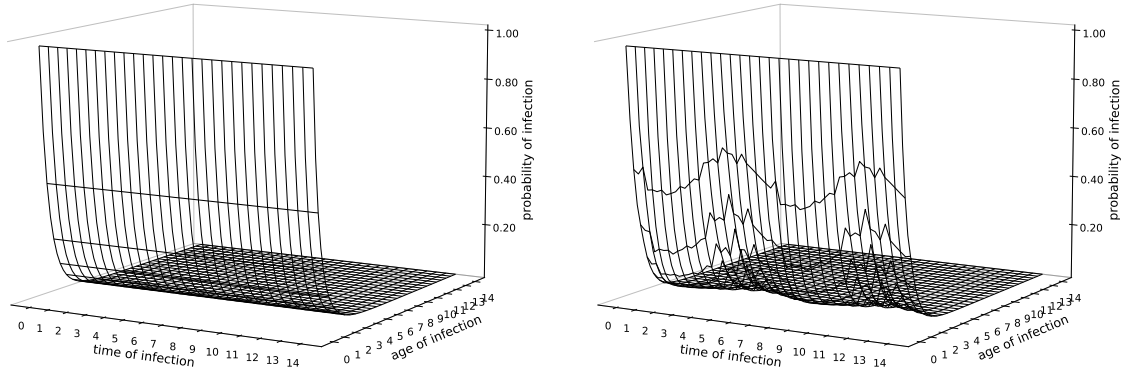 1.00
0.80
0.60
0.40
0.20
probability of infection
0 1 2 3 4 5 6 7 8 9 10 11 12 13 14
time of infection
0 1 2 3 4 5 6 7 8 9 10 11 12 13 14
age of infection
1.00
0.80
0.60
0.40
0.20
probability of infection
0 1 2 3 4 5 6 7 8 9 10 11 12 13 14
time of infection
0 1 2 3 4 5 6 7 8 9 10 11 12 13 14
age of infection